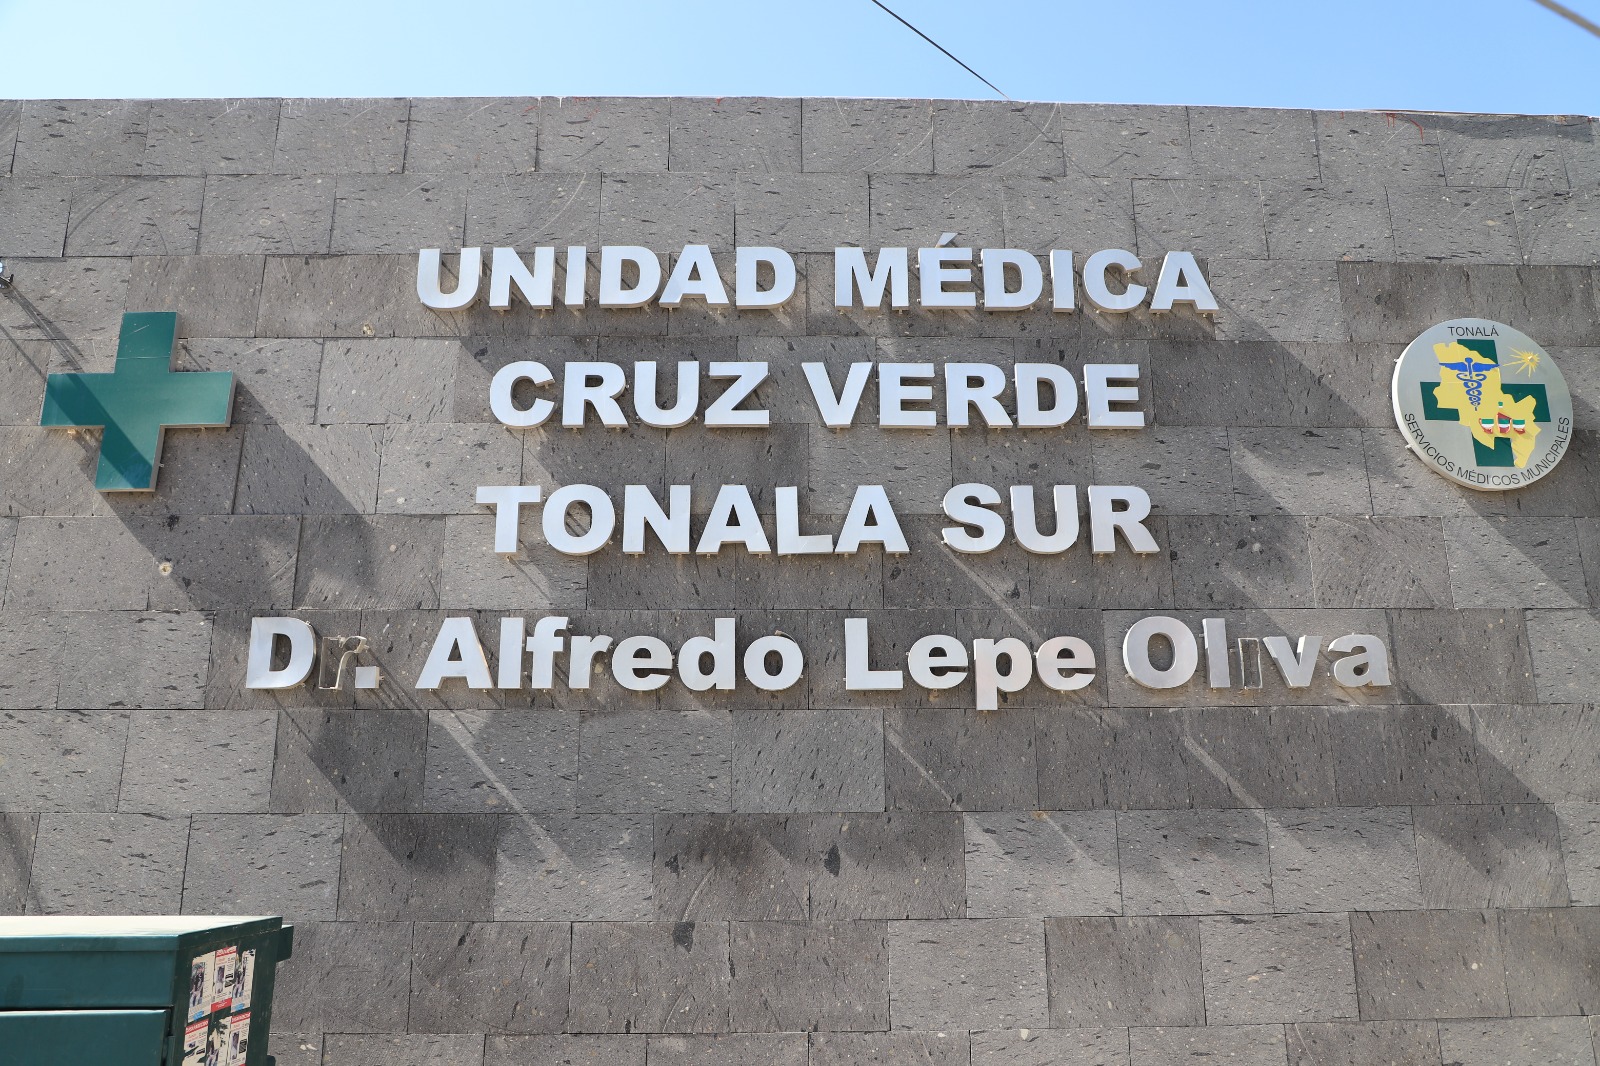 UNIDAD MÉDICA
CRUZ VERDE
TONALA SUR
Dr. Alfredo Lepe Oliva
TONALÁ
SERVICIOS MÉDICOS MUNICIPALES